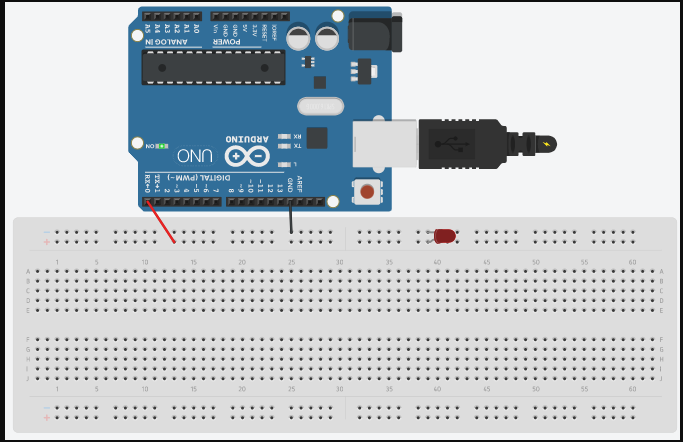 A5 A4 A3 A2 A1 A0
Vin GND GND 5V 3.3V RESET IOREF
ANALOG IN
POWER
RX
TX
ON
ARDUINO
UNO
L
DIGITAL (PWM ~)
RX←0 TX→1 2 ~3 4 ~5 ~6 7 8 ~9 ~10 ~11 12 13 GND AREF
− 
+
1 5 10 15 20 25 30 35 40 45 50 55 60
A A
B B
C C
D D
E E
F F
G G
H H
I I
J J
1 5 10 15 20 25 30 35 40 45 50 55 60
−
+